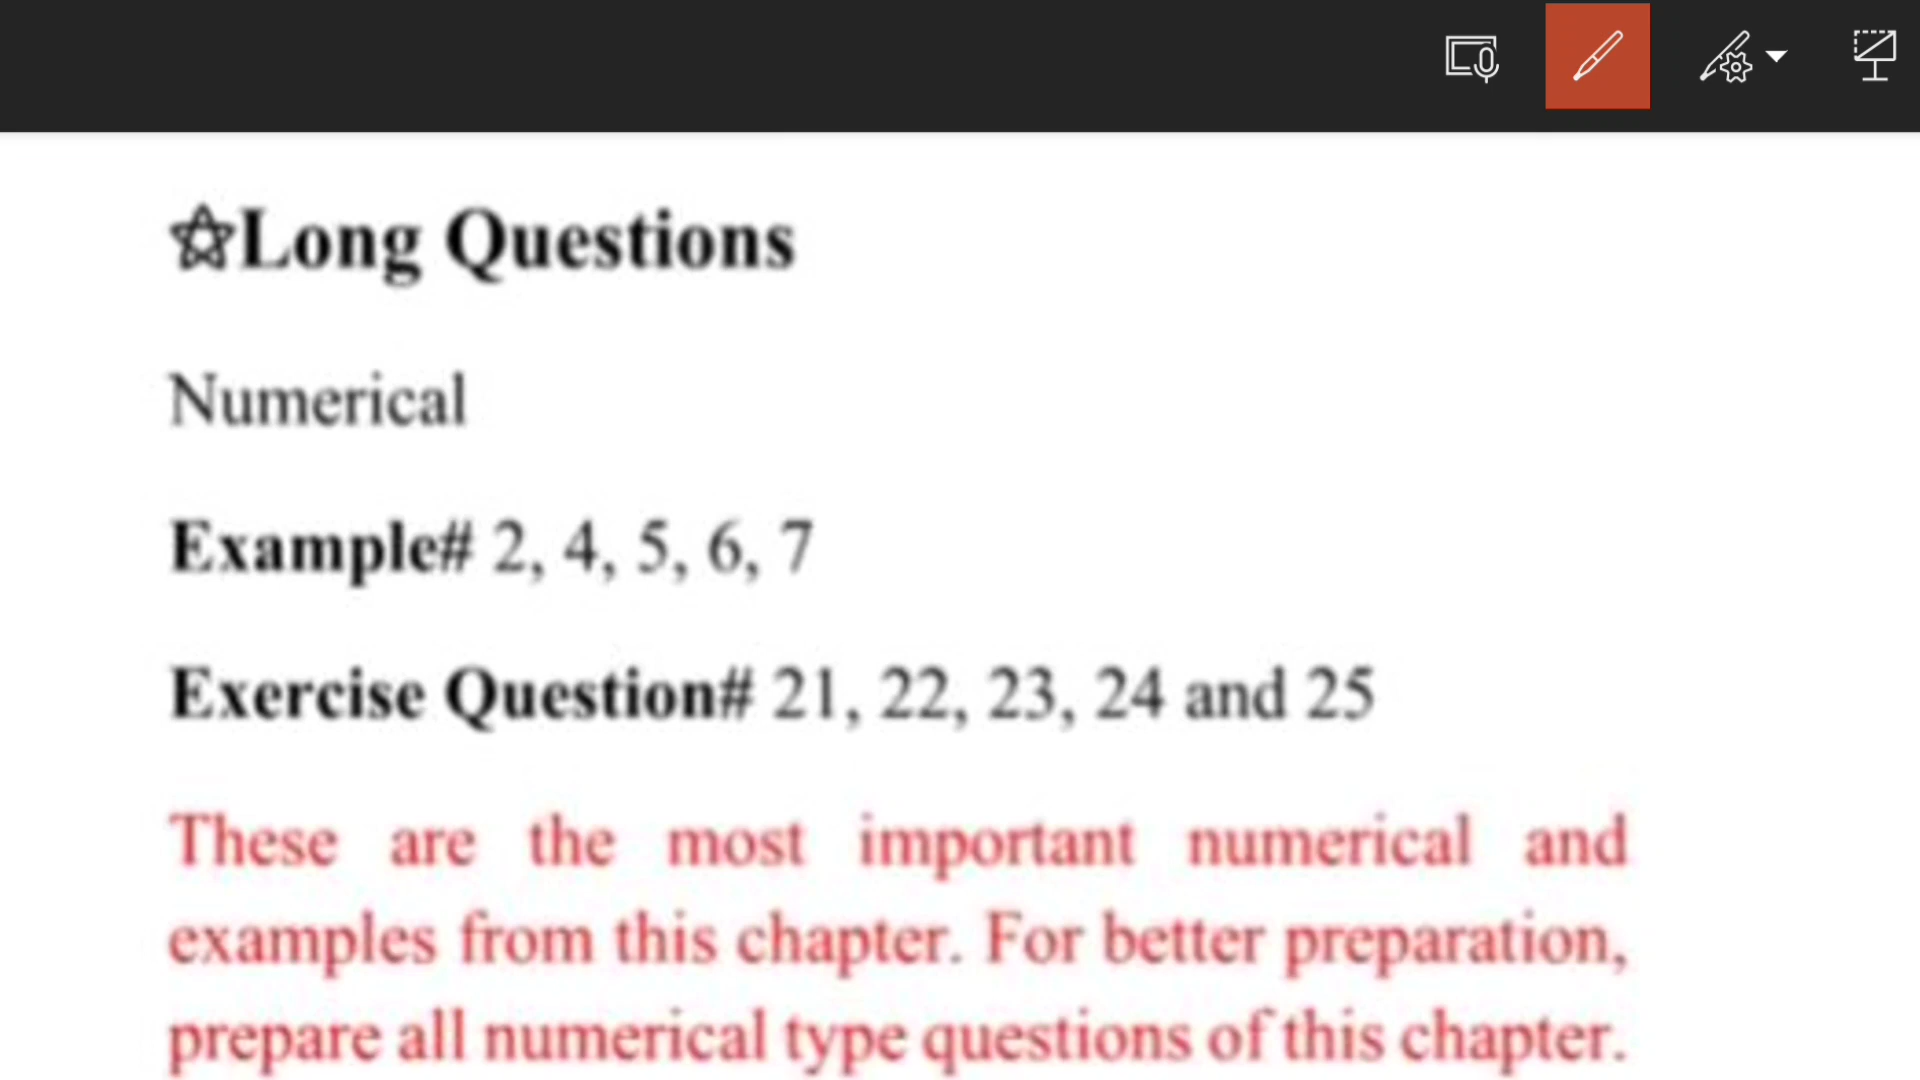 ☆Long Questions
Numerical
Example# 2, 4, 5, 6, 7
Exercise Question# 21, 22, 23, 24 and 25
These are the most important numerical and
examples from this chapter. For better preparation,
prepare all numerical type questions of this chapter.